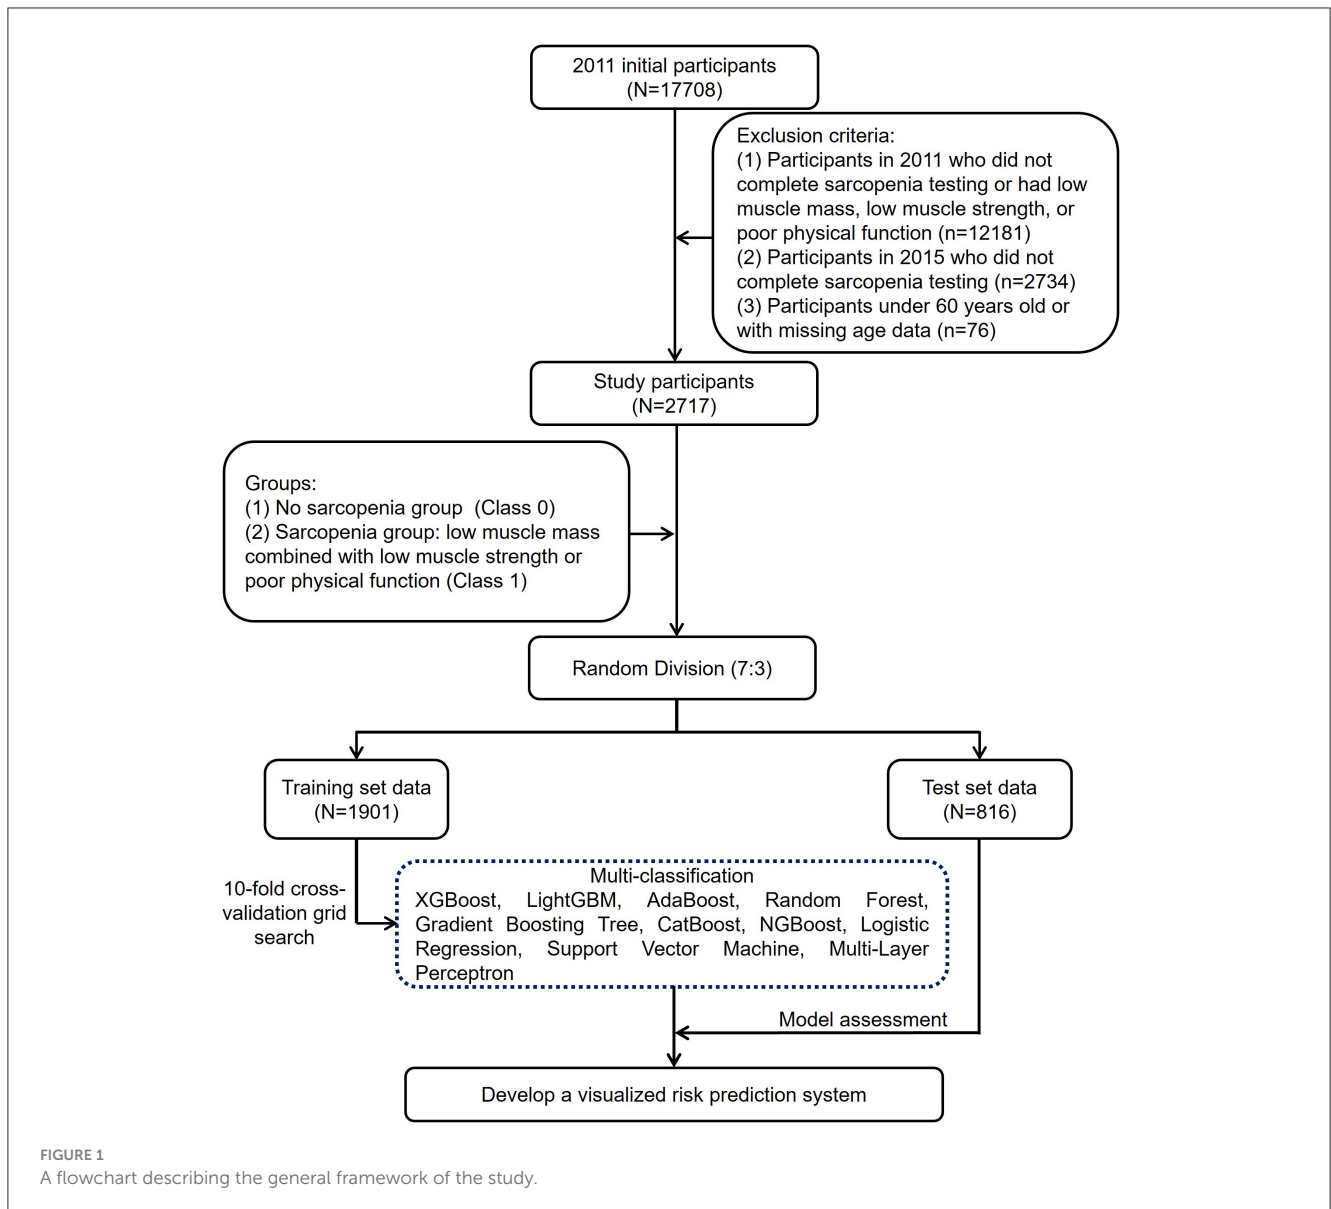 2011 initial participants
(N=17708)
Exclusion criteria:
(1) Participants in 2011 who did not
complete sarcopenia testing or had low
muscle mass, low muscle strength, or
poor physical function (n=12181)
(2) Participants in 2015 who did not
complete sarcopenia testing (n=2734)
(3) Participants under 60 years old or
with missing age data (n=76)
Study participants
(N=2717)
Groups:
(1) No sarcopenia group (Class 0)
(2) Sarcopenia group: low muscle mass
combined with low muscle strength or
poor physical function (Class 1)
Random Division (7:3)
Training set data
(N=1901)
Test set data
(N=816)
10-fold cross-
validation grid
search
Multi-classification
XGBoost, LightGBM, AdaBoost, Random Forest,
Gradient Boosting Tree, CatBoost, NGBoost, Logistic
Regression, Support Vector Machine, Multi-Layer
Perceptron
Model assessment
Develop a visualized risk prediction system
FIGURE 1
A flowchart describing the general framework of the study.